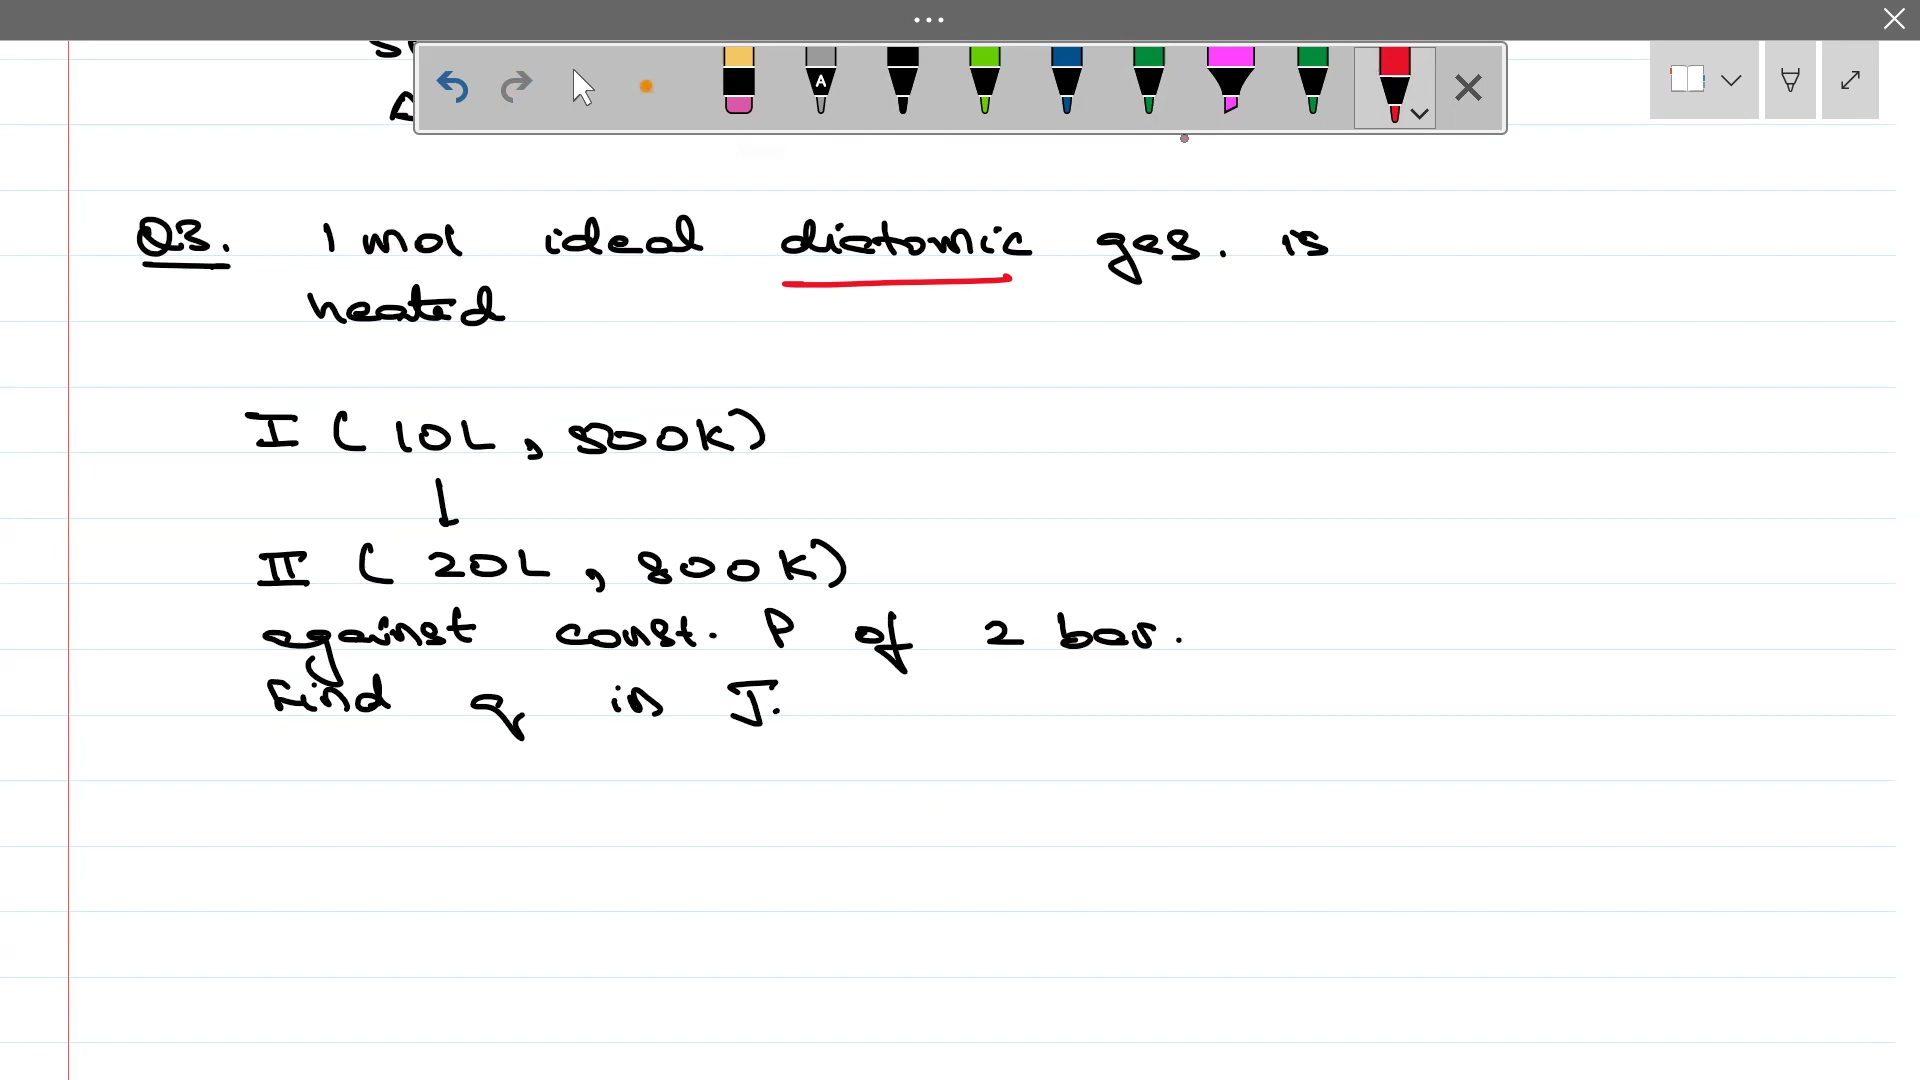 Q3. 1 mol ideal diatomic gas. is
heated
I ( 10L , 500K)
II ( 20L , 800K)
against const. P of 2 bar.
Find q in J.